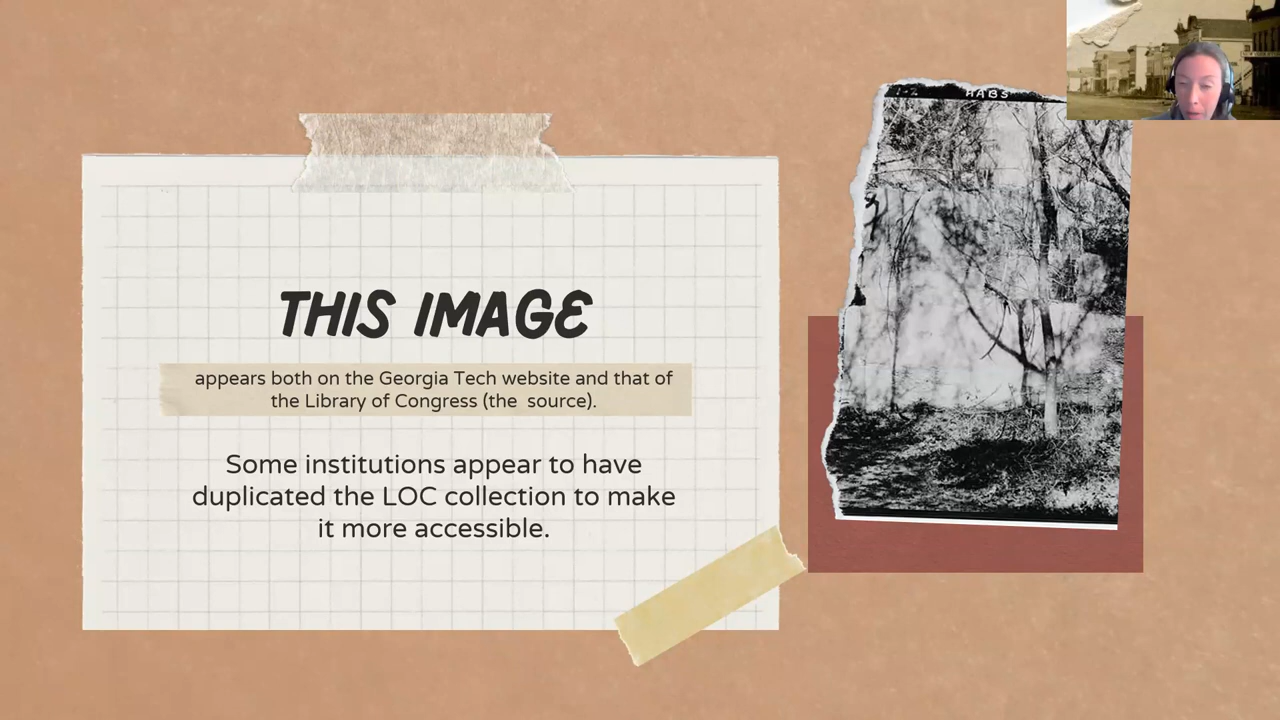 THIS IMAGE
appears both on the Georgia Tech website and that of
the Library of Congress (the  source).
Some institutions appear to have
duplicated the LOC collection to make
it more accessible.
HABS